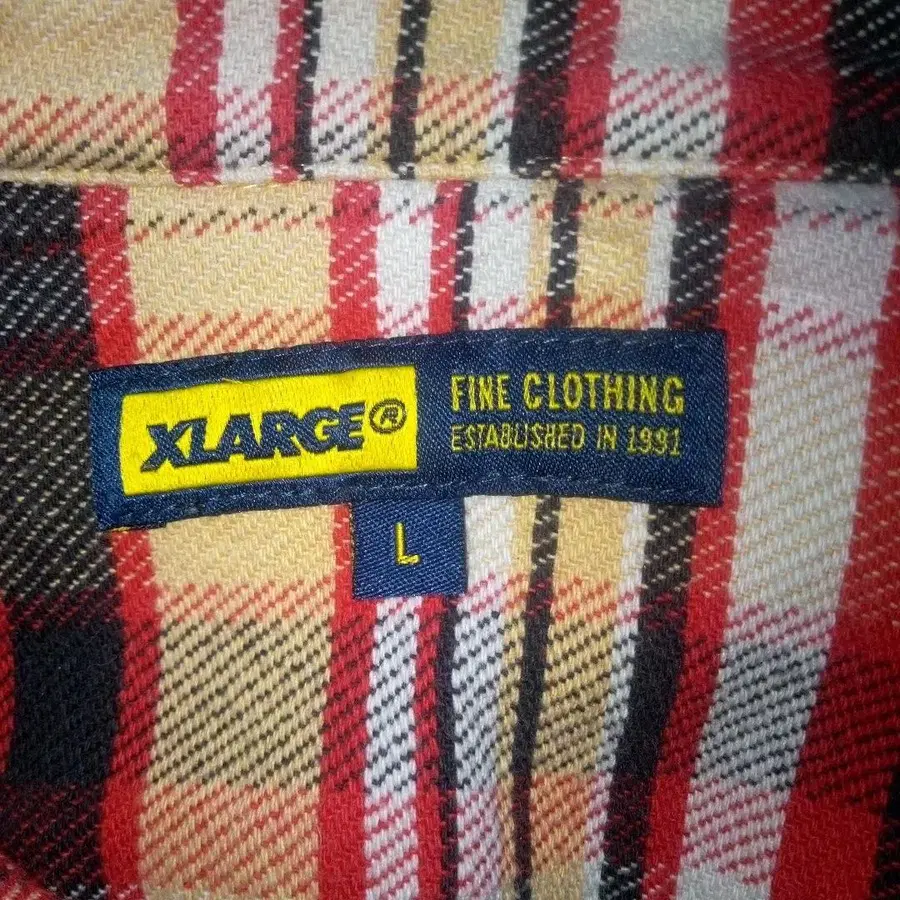 XLARGE®
FINE CLOTHING
ESTABLISHED IN 1991
L